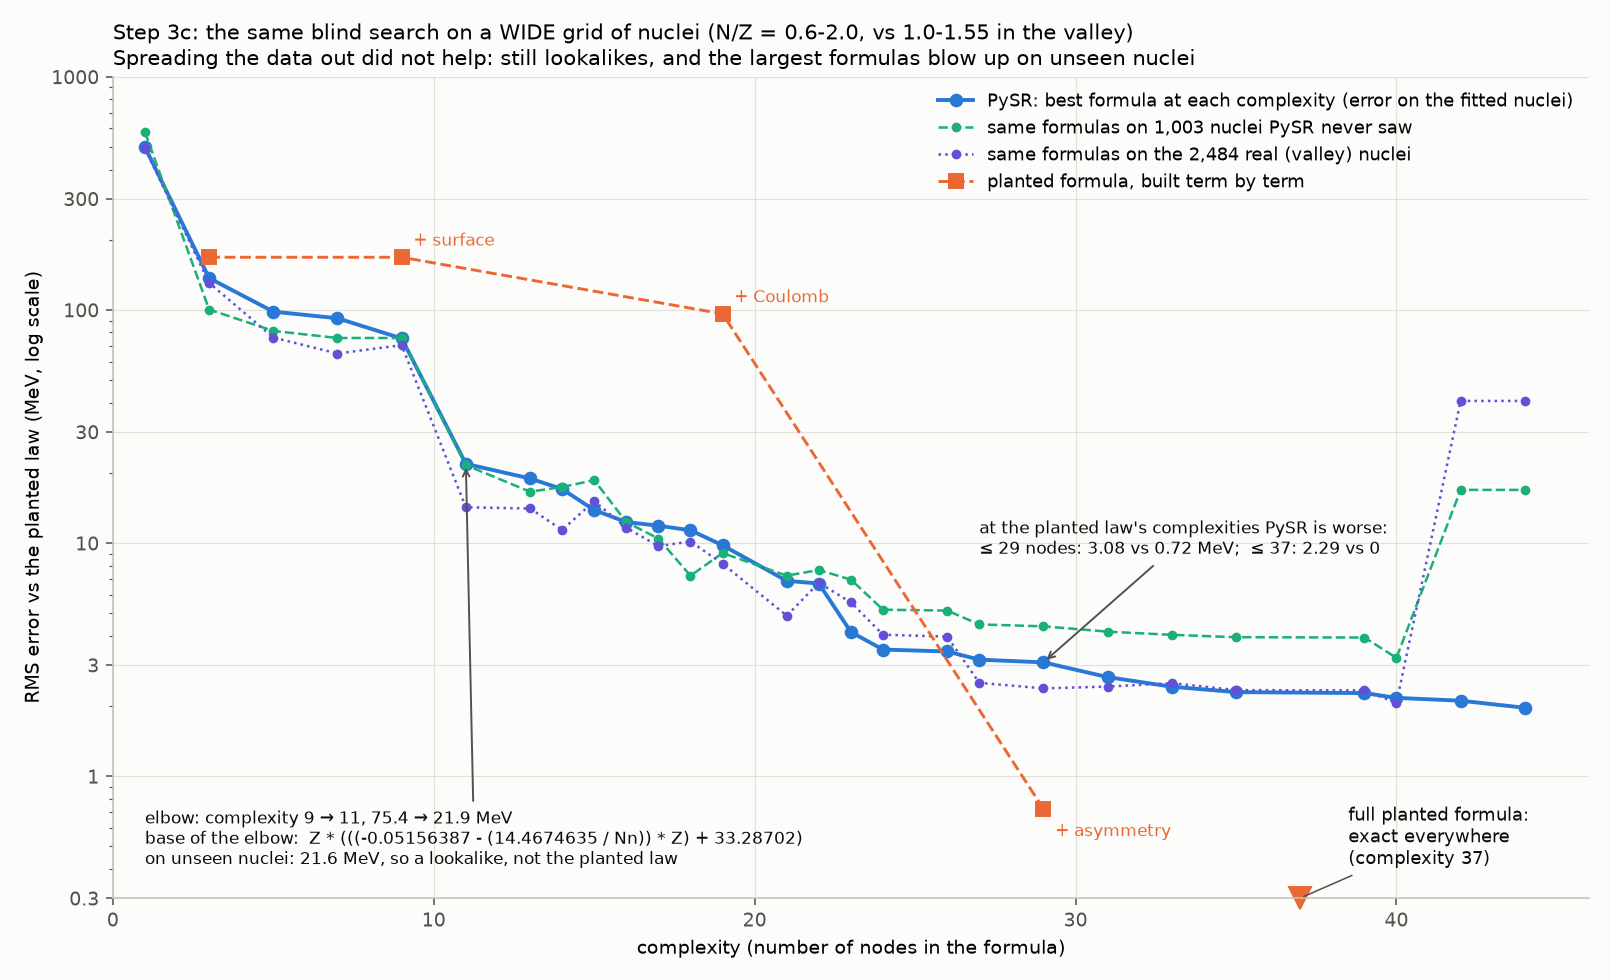 Step 3c: the same blind search on a WIDE grid of nuclei (N/Z = 0.6-2.0, vs 1.0-1.55 in the valley)
Spreading the data out did not help: still lookalikes, and the largest formulas blow up on unseen nuclei
PySR: best formula at each complexity (error on the fitted nuclei)
same formulas on 1,003 nuclei PySR never saw
same formulas on the 2,484 real (valley) nuclei
planted formula, built term by term
RMS error vs the planted law (MeV, log scale)
1000
300
100
30
10
3
1
0.3
+ surface
+ Coulomb
at the planted law's complexities PySR is worse:
≤ 29 nodes: 3.08 vs 0.72 MeV;  ≤ 37: 2.29 vs 0
+ asymmetry
elbow: complexity 9 → 11, 75.4 → 21.9 MeV
base of the elbow:  Z * (((-0.05156387 - (14.4674635 / Nn)) * Z) + 33.28702)
on unseen nuclei: 21.6 MeV, so a lookalike, not the planted law
full planted formula:
exact everywhere
(complexity 37)
0
10
20
30
40
complexity (number of nodes in the formula)